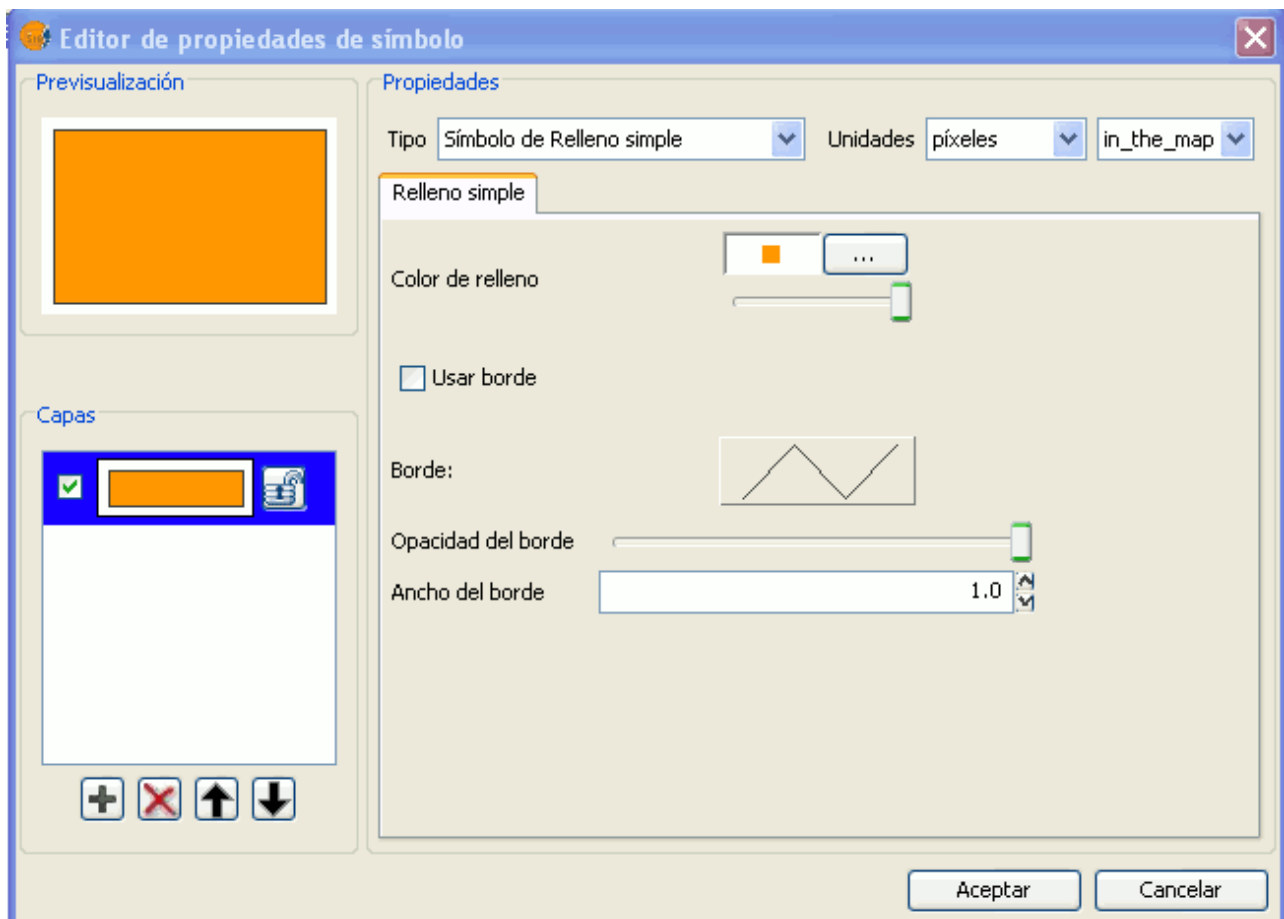 Editor de propiedades de símbolo
Previsualización
Propiedades
Tipo Símbolo de Relleno simple Unidades píxeles in_the_map
Relleno simple
Color de relleno ...
Usar borde
Capas
Borde:
Opacidad del borde
Ancho del borde 1.0
Aceptar Cancelar